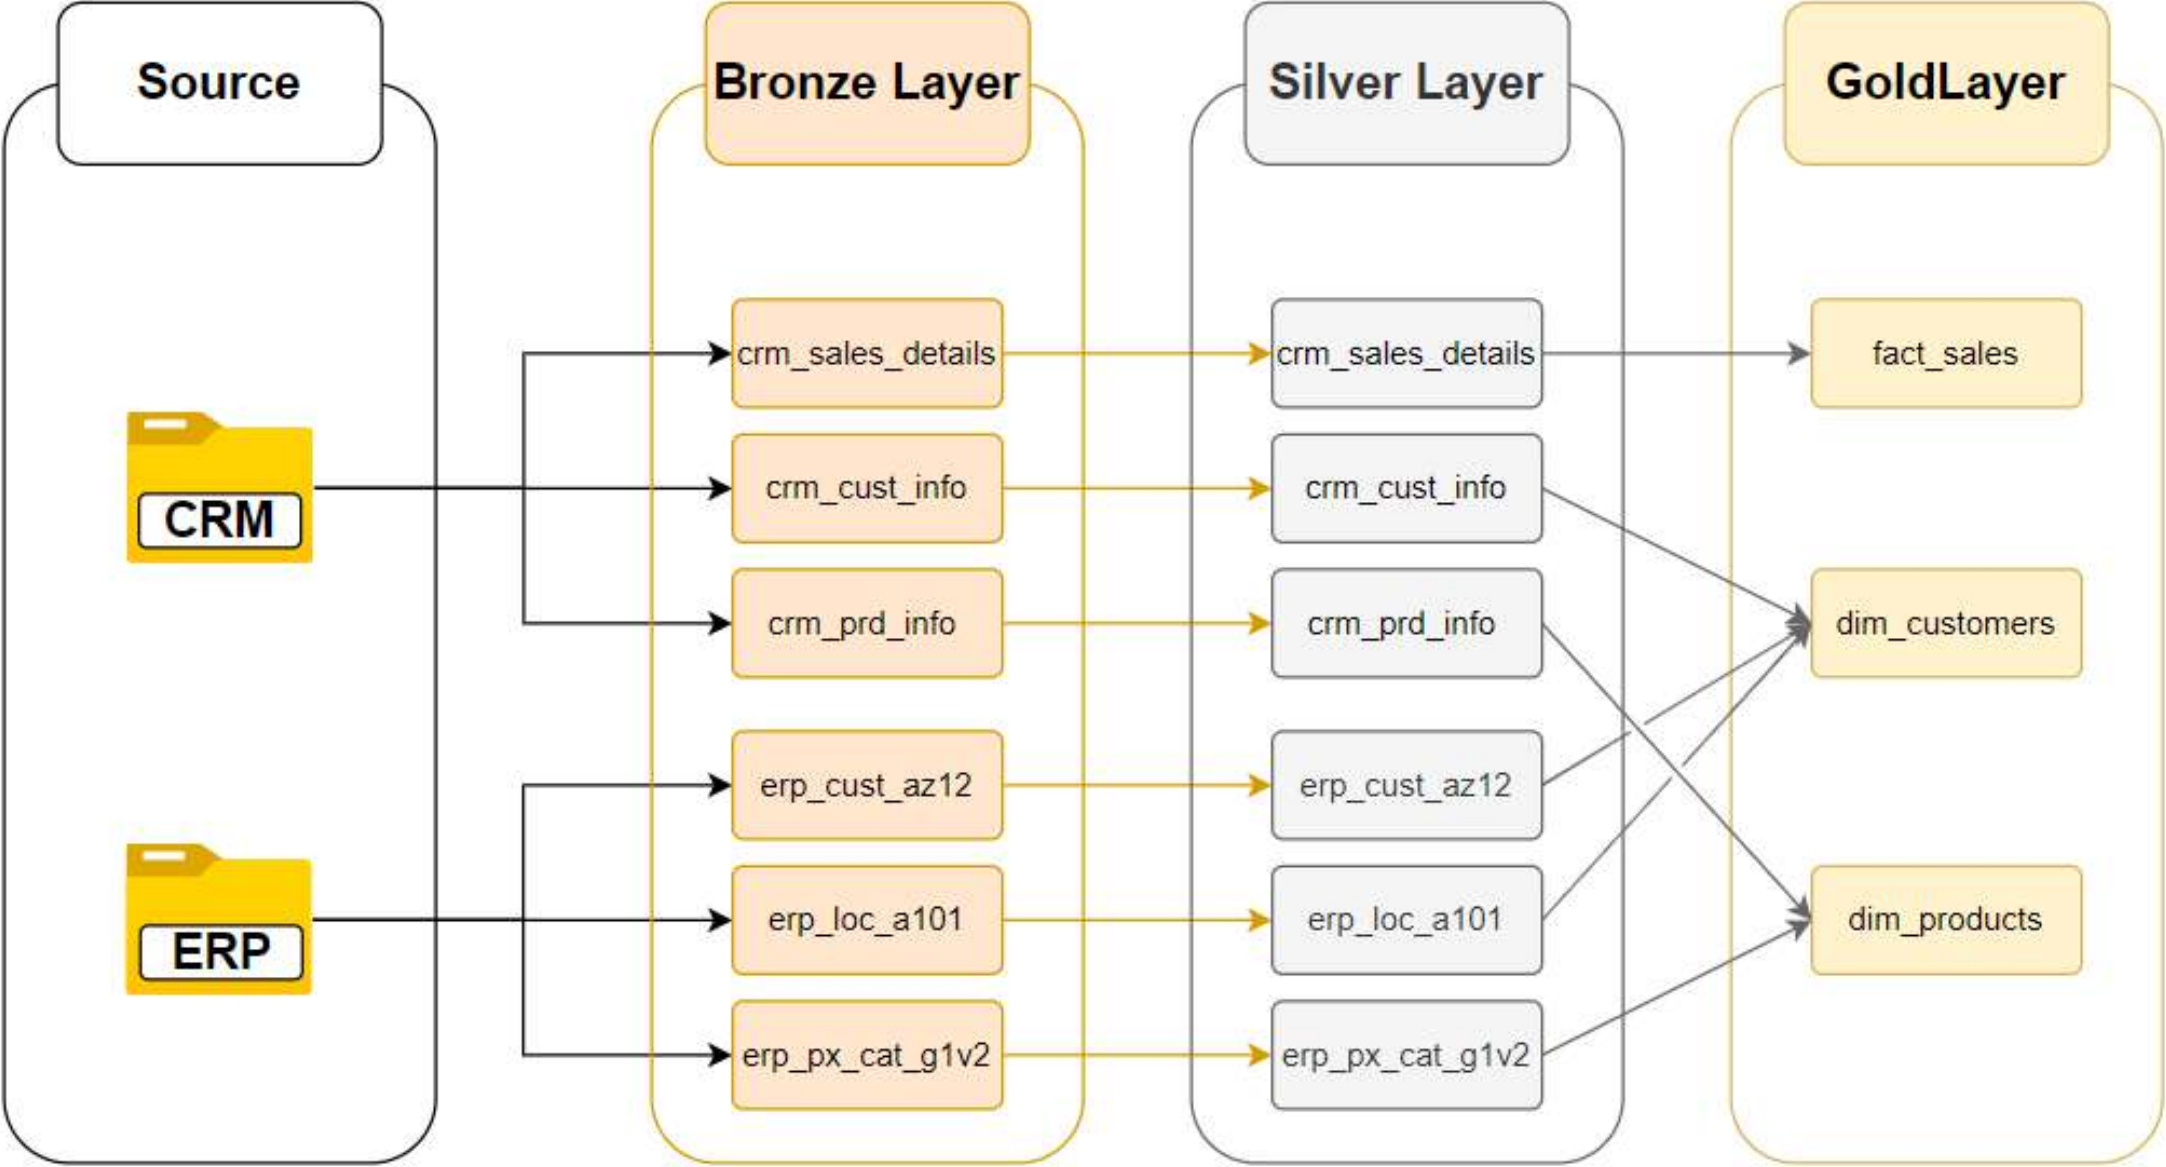 Source
Bronze Layer
Silver Layer
GoldLayer
crm_sales_details
crm_sales_details
fact_sales
CRM
crm_cust_info
crm_cust_info
crm_prd_info
crm_prd_info
dim_customers
erp_cust_az12
erp_cust_az12
ERP
erp_loc_a101
erp_loc_a101
dim_products
erp_px_cat_g1v2
erp_px_cat_g1v2